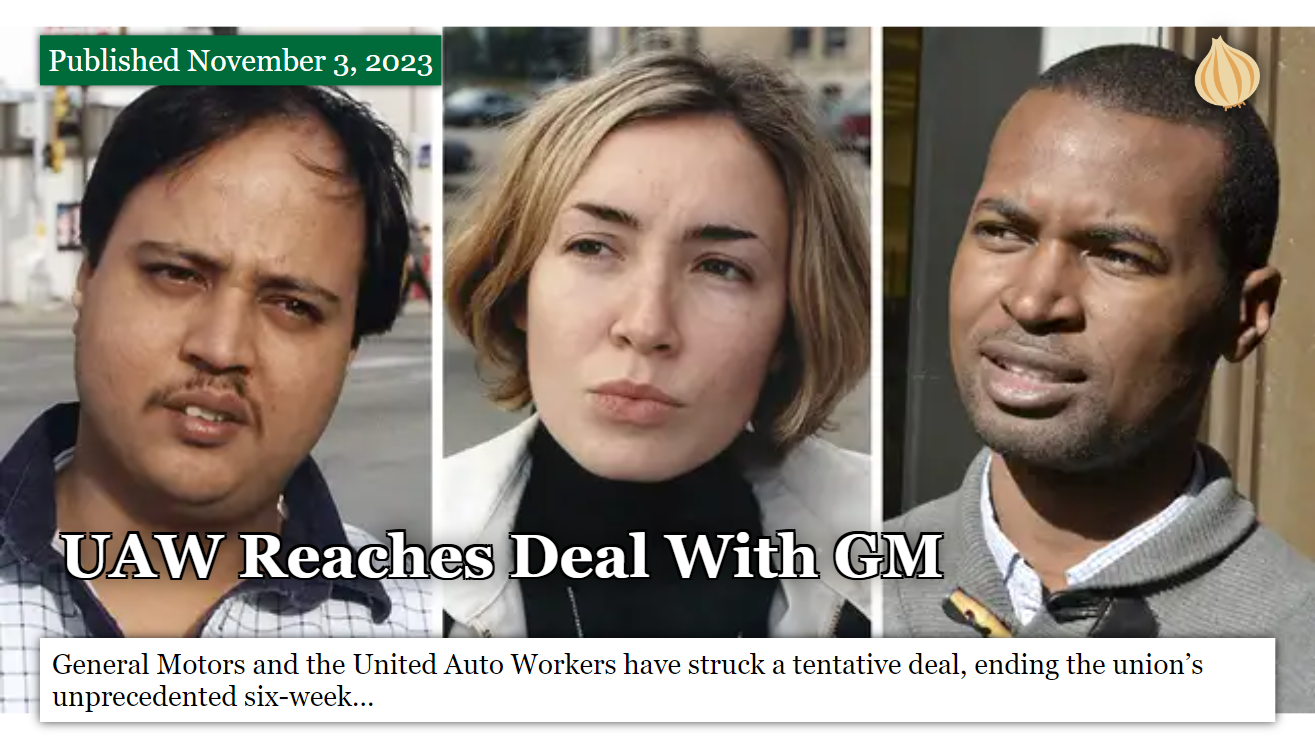 Published November 3, 2023
UAW Reaches Deal With GM
General Motors and the United Auto Workers have struck a tentative deal, ending the union’s
unprecedented six-week...